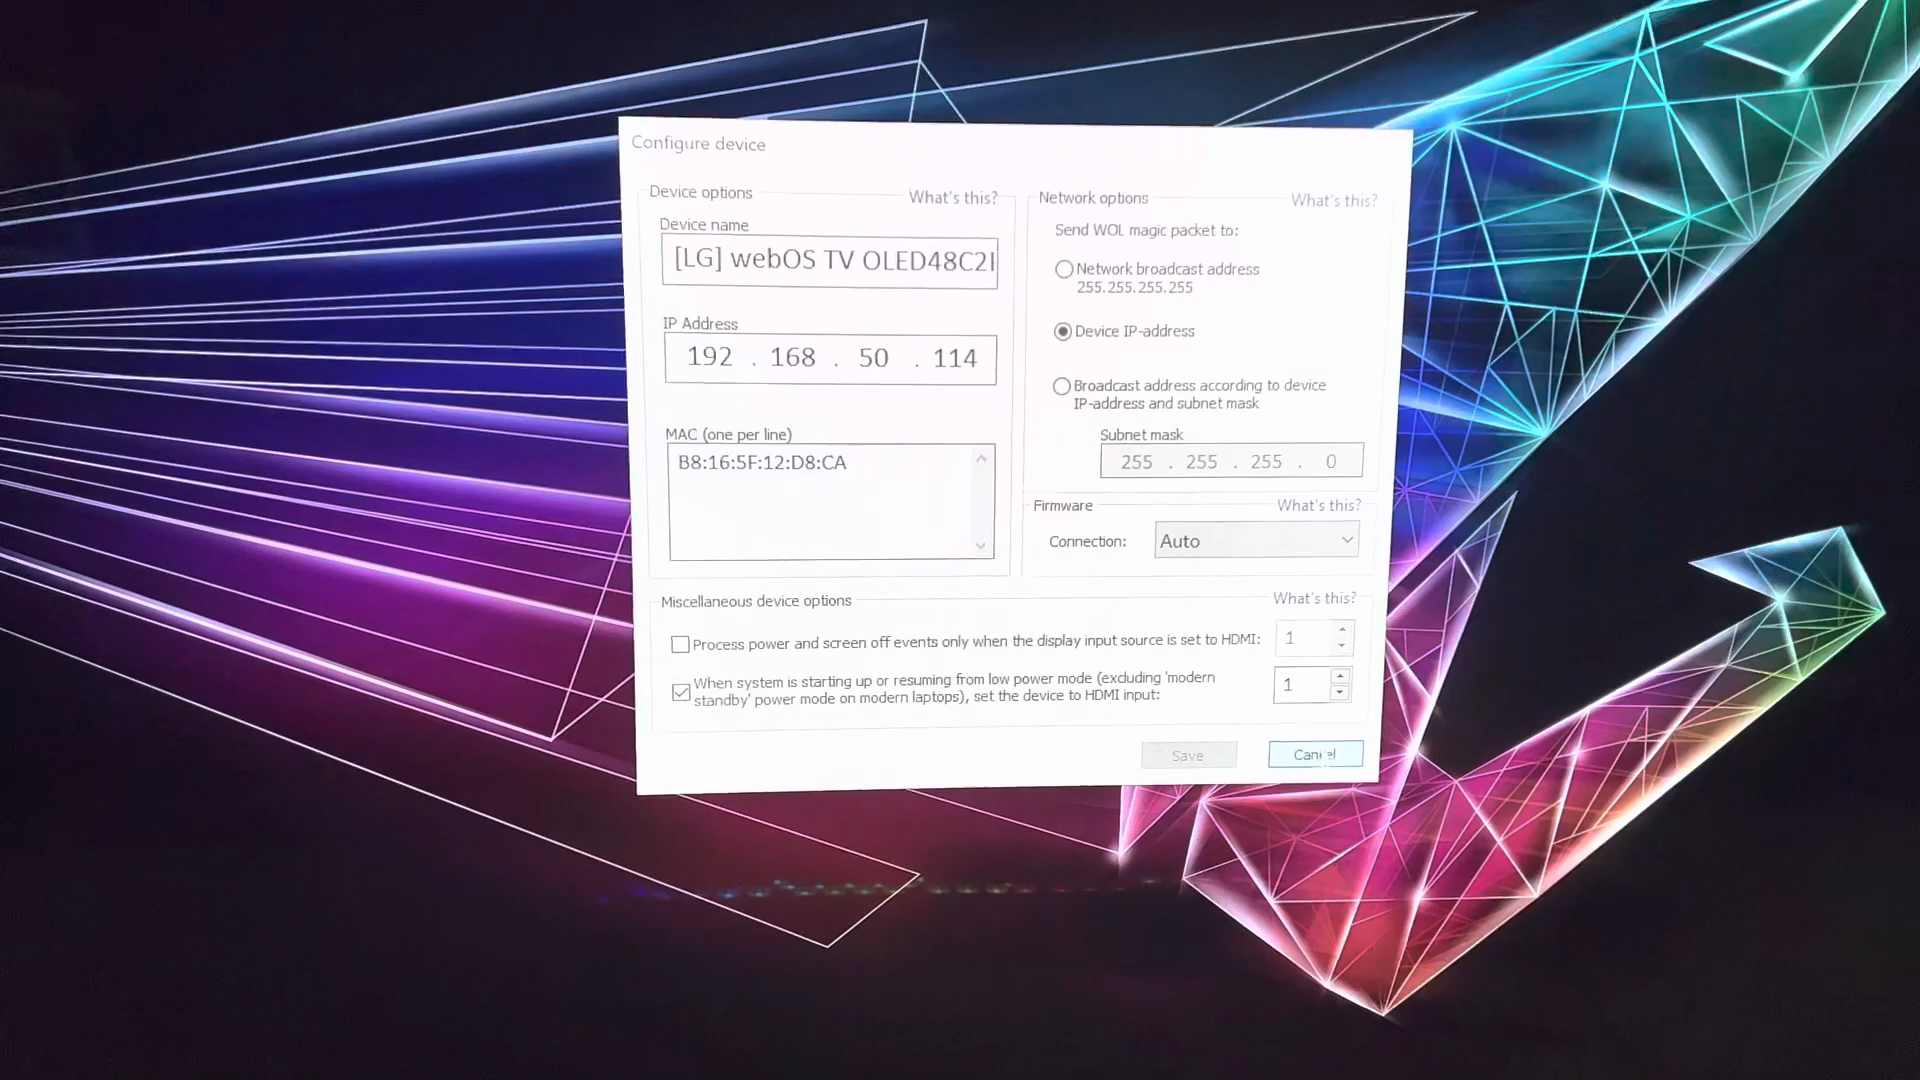 Configure device
Device options
What's this?
Device name
[LG] webOS TV OLED48C2
IP Address
192 . 168 . 50 . 114
MAC (one per line)
B8:16:5F:12:D8:CA
Network options
What's this?
Send WOL magic packet to:
Network broadcast address
255.255.255.255
Device IP-address
Broadcast address according to device
IP-address and subnet mask
Subnet mask
255 . 255 . 255 . 0
Firmware
What's this?
Connection:
Auto
Miscellaneous device options
What's this?
Process power and screen off events only when the display input source is set to HDMI:
1
When system is starting up or resuming from low power mode (excluding 'modern
standby' power mode on modern laptops), set the device to HDMI input:
1
Save
Cancel